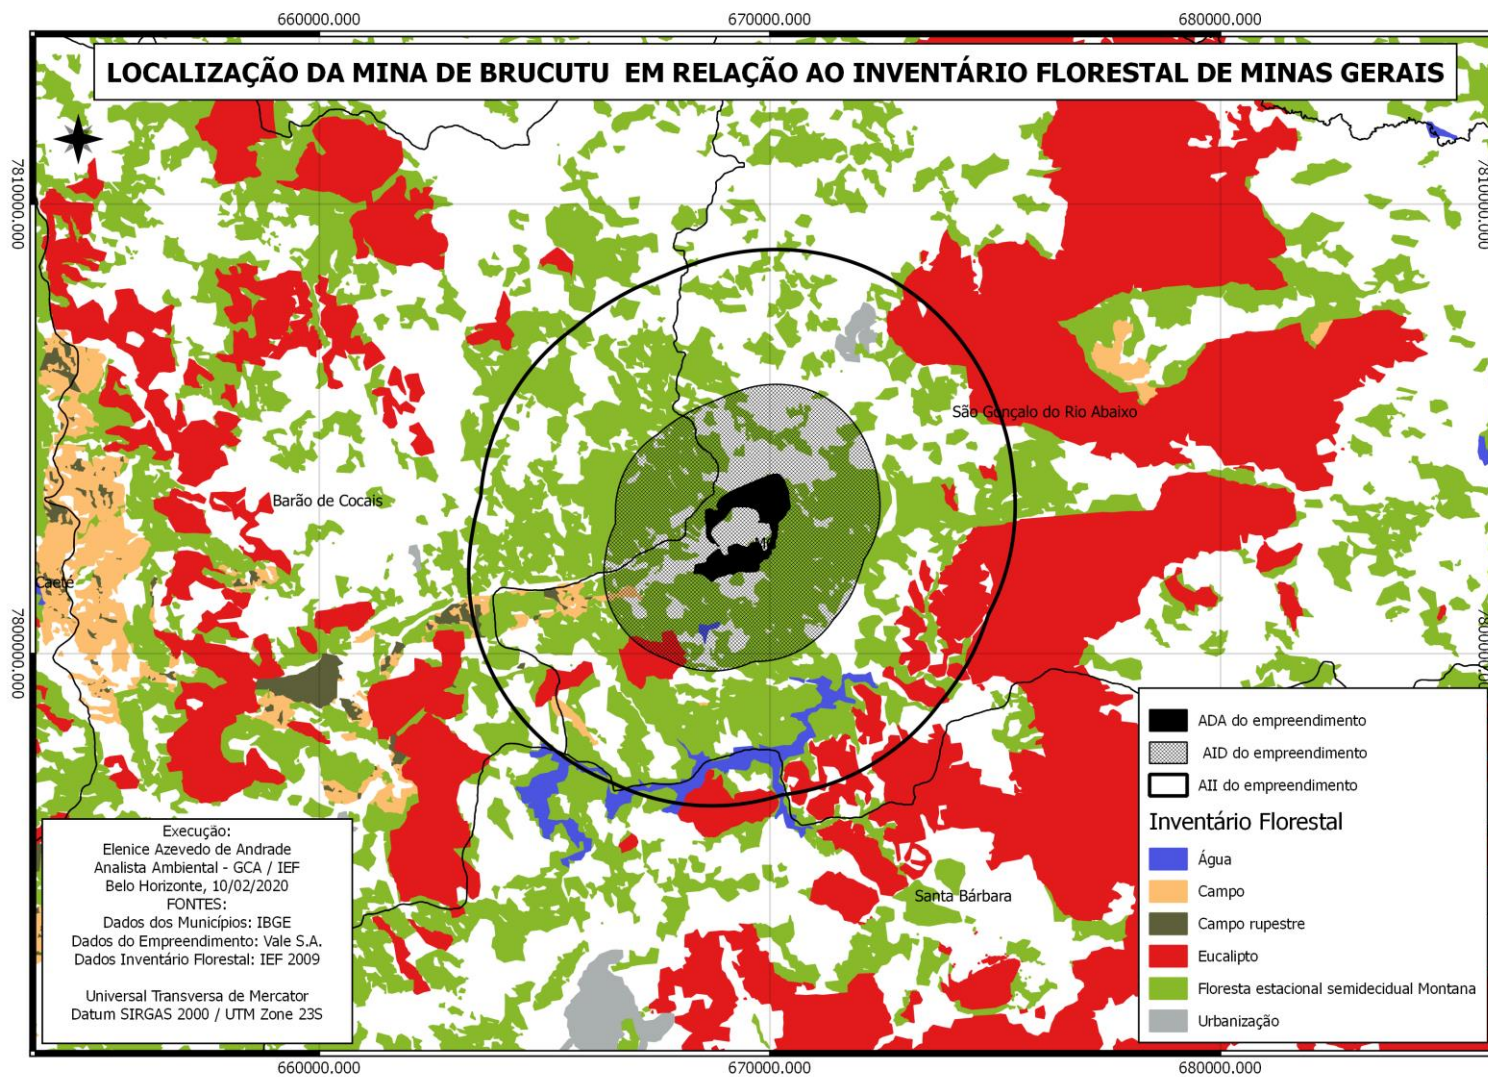 660000.000 670000.000 680000.000
LOCALIZAÇÃO DA MINA DE BRUCUTU EM RELAÇÃO AO INVENTÁRIO FLORESTAL DE MINAS GERAIS
7810000.000
7810000.000
São Gonçalo do Rio Abaixo
Barão de Cocais
Caeté
7800000.000
7800000.000
Santa Bárbara
ADA do empreendimento
AID do empreendimento
AII do empreendimento
Inventário Florestal
Água
Campo
Campo rupestre
Eucalipto
Floresta estacional semidecidual Montana
Urbanização
Execução:
Elenice Azevedo de Andrade
Analista Ambiental - GCA / IEF
Belo Horizonte, 10/02/2020
FONTES:
Dados dos Municípios: IBGE
Dados do Empreendimento: Vale S.A.
Dados Inventário Florestal: IEF 2009
Universal Transversa de Mercator
Datum SIRGAS 2000 / UTM Zone 23S
660000.000 670000.000 680000.000